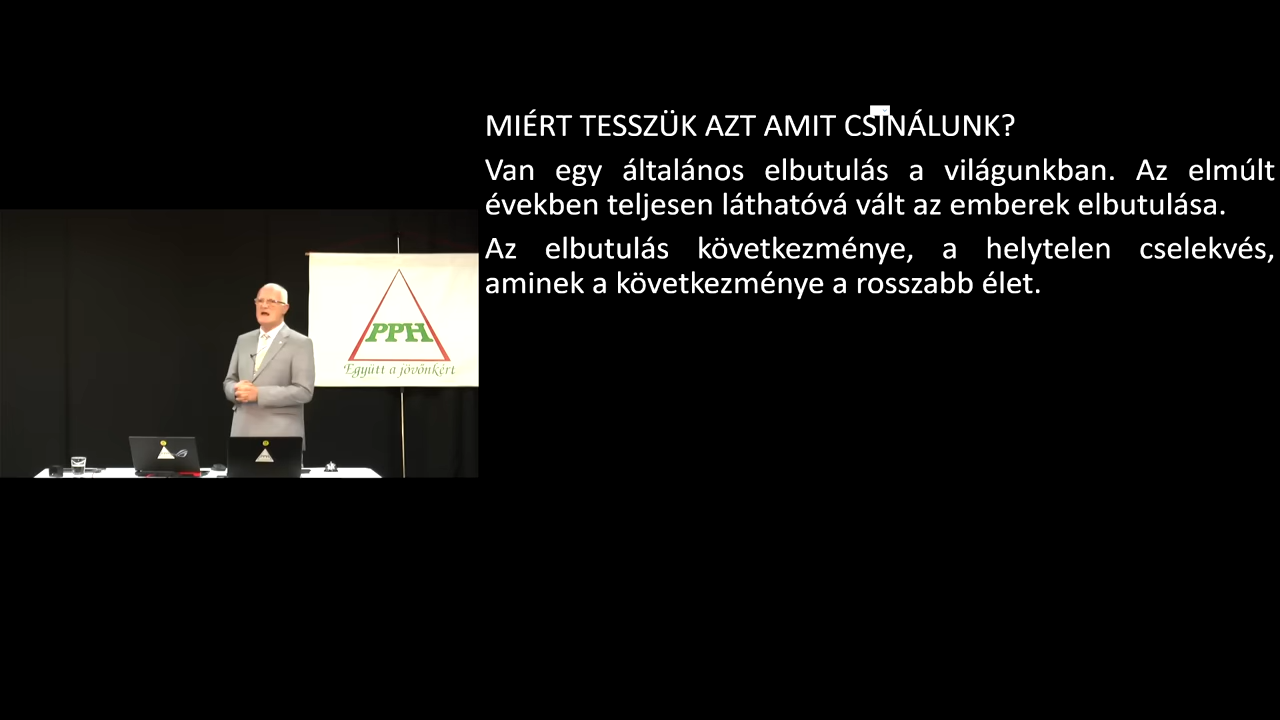 MIÉRT TESSZÜK AZT AMIT CSINÁLUNK?
Van egy általános elbutulás a világunkban. Az elmúlt
években teljesen láthatóvá vált az emberek elbutulása.
Az elbutulás következménye, a helytelen cselekvés,
aminek a következménye a rosszabb élet.
PPH
Együtt a jövőnkért